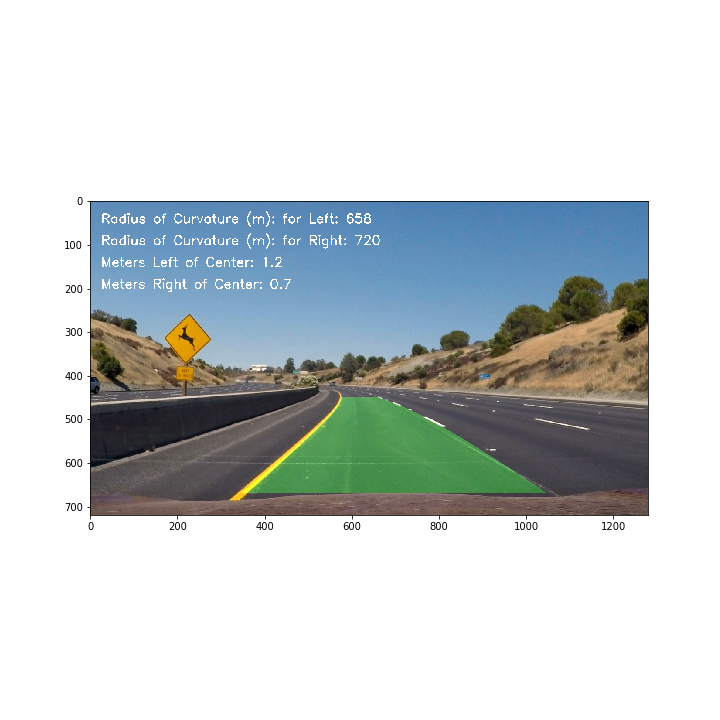 Radius of Curvature (m): for Left: 658
Radius of Curvature (m): for Right: 720
Meters Left of Center: 1.2
Meters Right of Center: 0.7
0
100
200
300
400
500
600
700
0 200 400 600 800 1000 1200